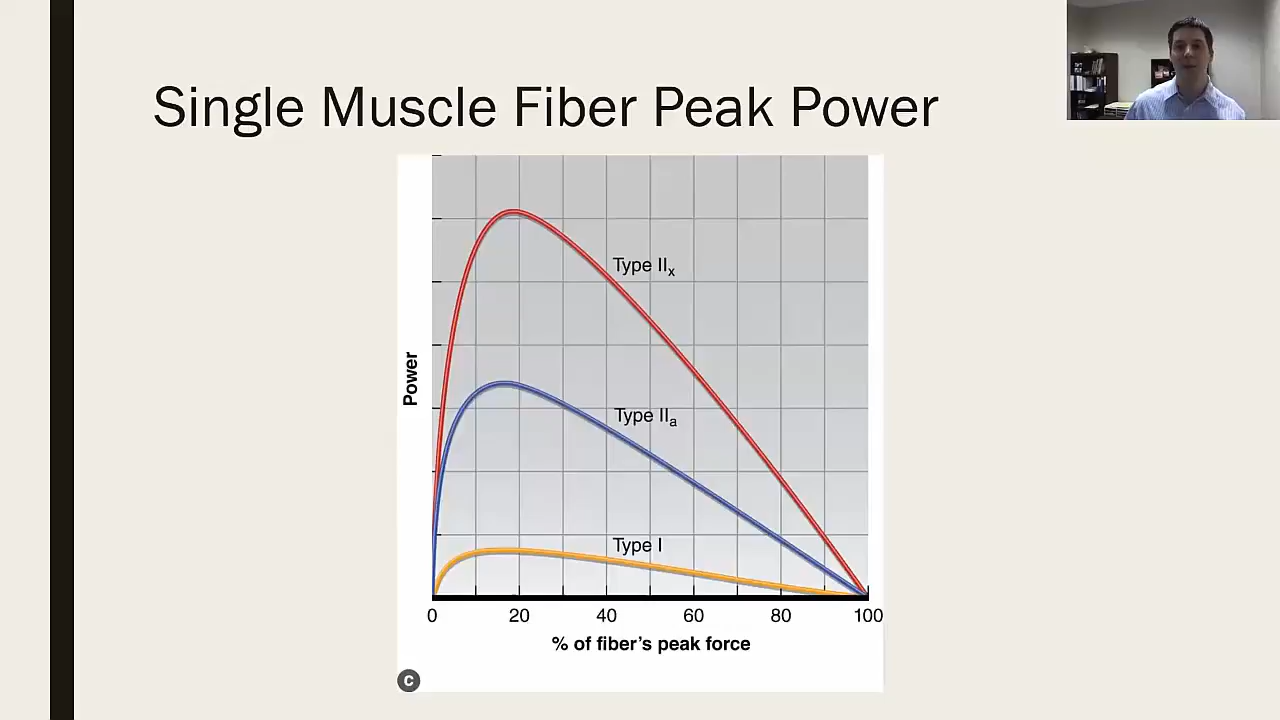 Single Muscle Fiber Peak Power
Type IIx
Type IIa
Type I
Power
0 20 40 60 80 100
% of fiber's peak force
C